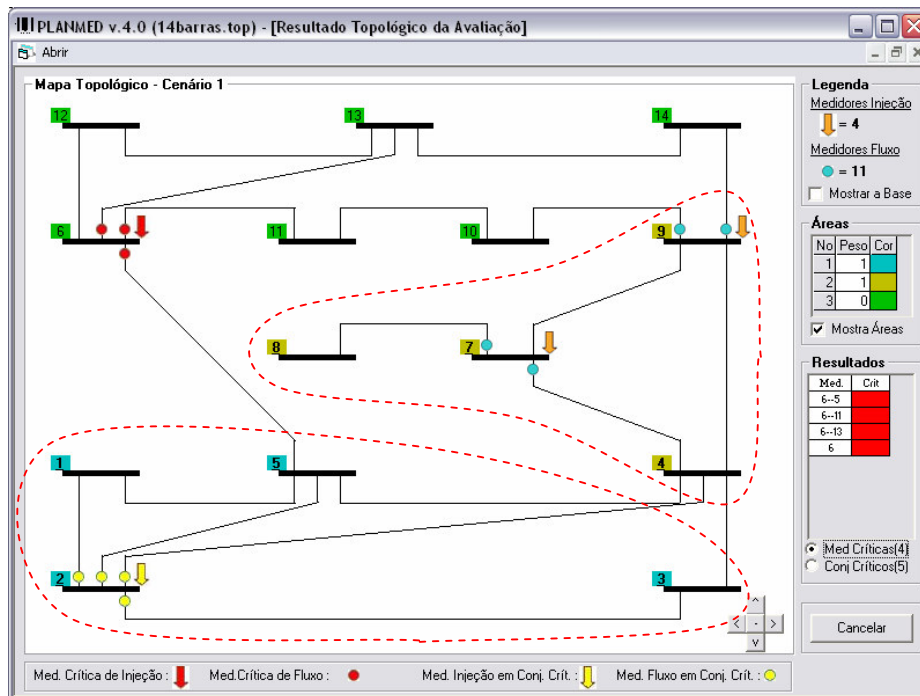 PLANMED v.4.0 (14barras.top) - [Resultado Topológico da Avaliação]
Abrir
Mapa Topológico - Cenário 1
12
13
14
6
11
10
9
8
7
1
5
4
2
3
Legenda
Medidores Injeção
= 4
Medidores Fluxo
= 11
Mostrar a Base
Áreas
No Peso Cor
1 1
2 1
3 0
Mostra Áreas
Resultados
Med. Crit
6--5
6--11
6--13
6
Med Críticas(4)
Conj Críticos(5)
Cancelar
Med. Crítica de Injeção : Med.Crítica de Fluxo : Med. Injeção em Conj. Crít. : Med. Fluxo em Conj. Crít. :